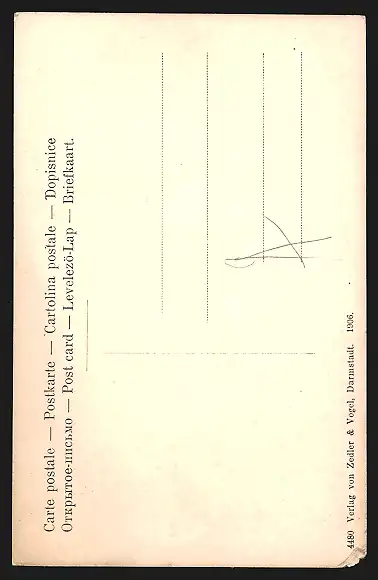 Carte postale — Postkarte — Cartolina postale — Dopisnice
Открытое-письмо — Post card — Levelező-Lap — Briefkaart.
4480 Verlag von Zedler & Vogel, Darmstadt. 1906.